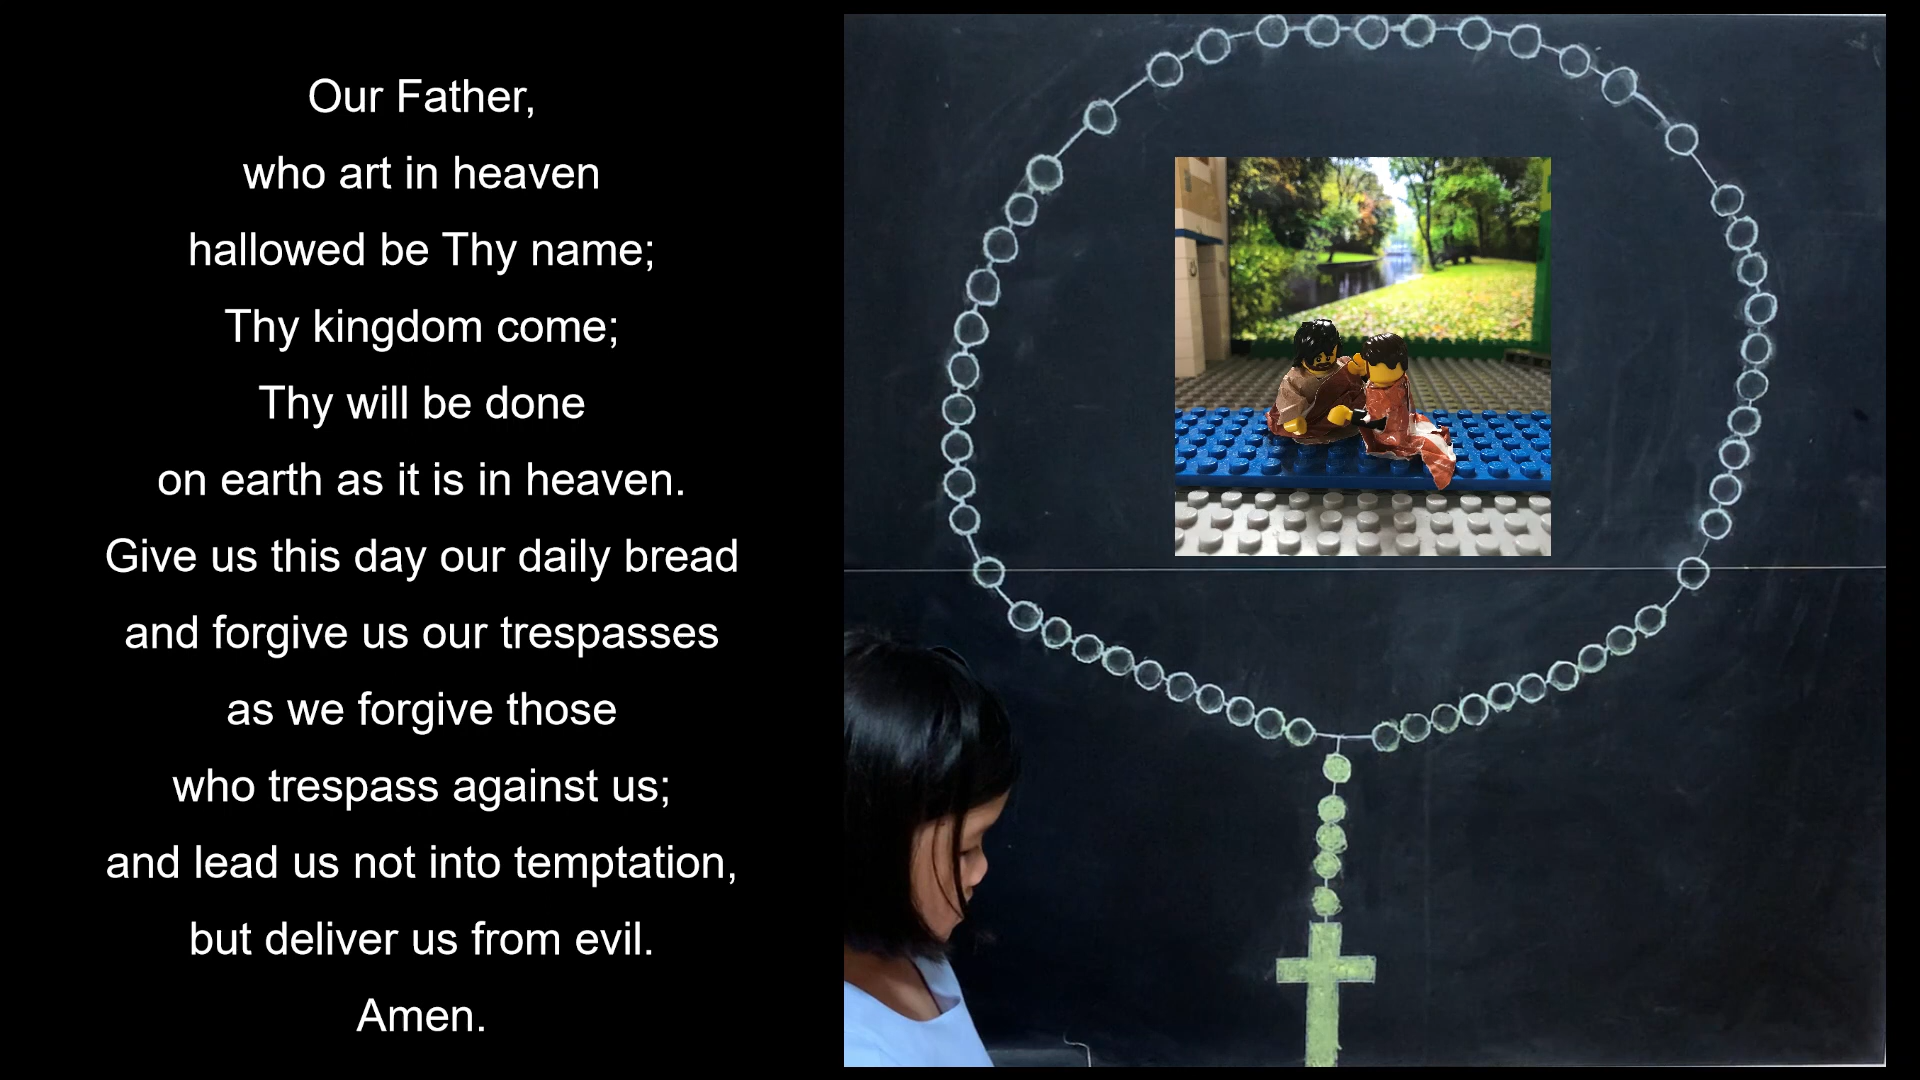 Our Father,
who art in heaven
hallowed be Thy name;
Thy kingdom come;
Thy will be done
on earth as it is in heaven.
Give us this day our daily bread
and forgive us our trespasses
as we forgive those
who trespass against us;
and lead us not into temptation,
but deliver us from evil.
Amen.